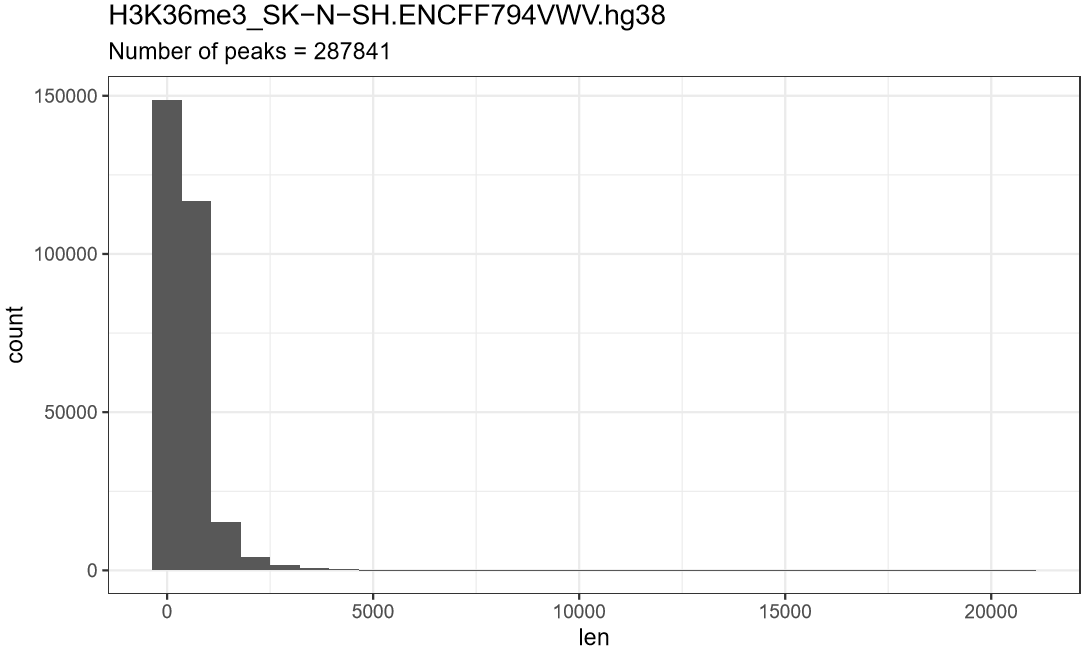 H3K36me3_SK−N−SH.ENCFF794VWV.hg38
Number of peaks = 287841
150000
100000
50000
0
count
0 5000 10000 15000 20000
len